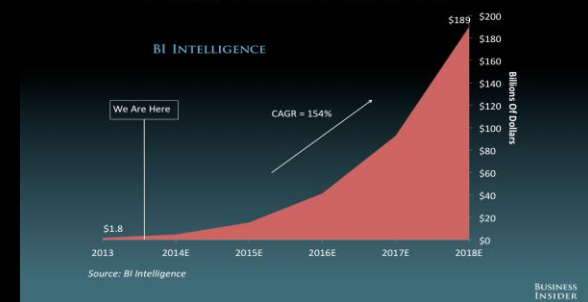 BI INTELLIGENCE
We Are Here
CAGR = 154%
$1.8
$189
$200
$180
$160
$140
$120
$100
$80
$60
$40
$20
$0
Billions Of Dollars
2013 2014E 2015E 2016E 2017E 2018E
Source: BI Intelligence
BUSINESS
INSIDER